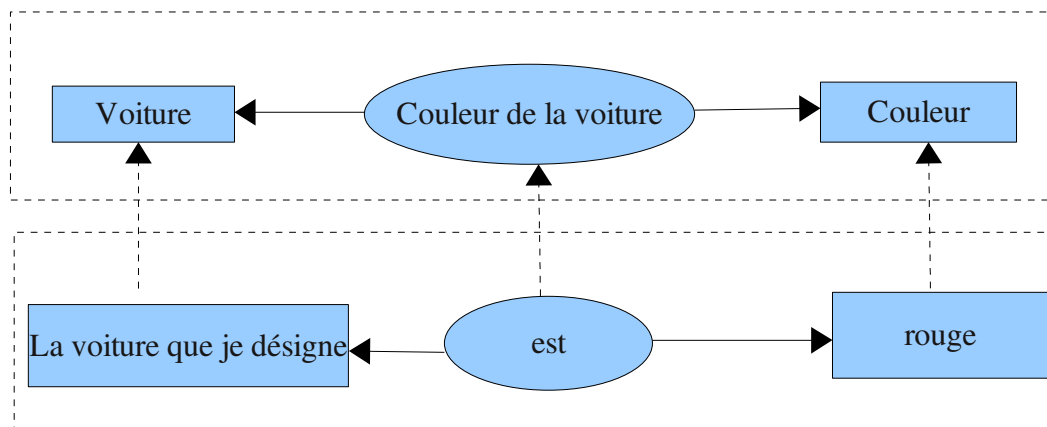 Voiture
Couleur de la voiture
Couleur
La voiture que je désigne
est
rouge